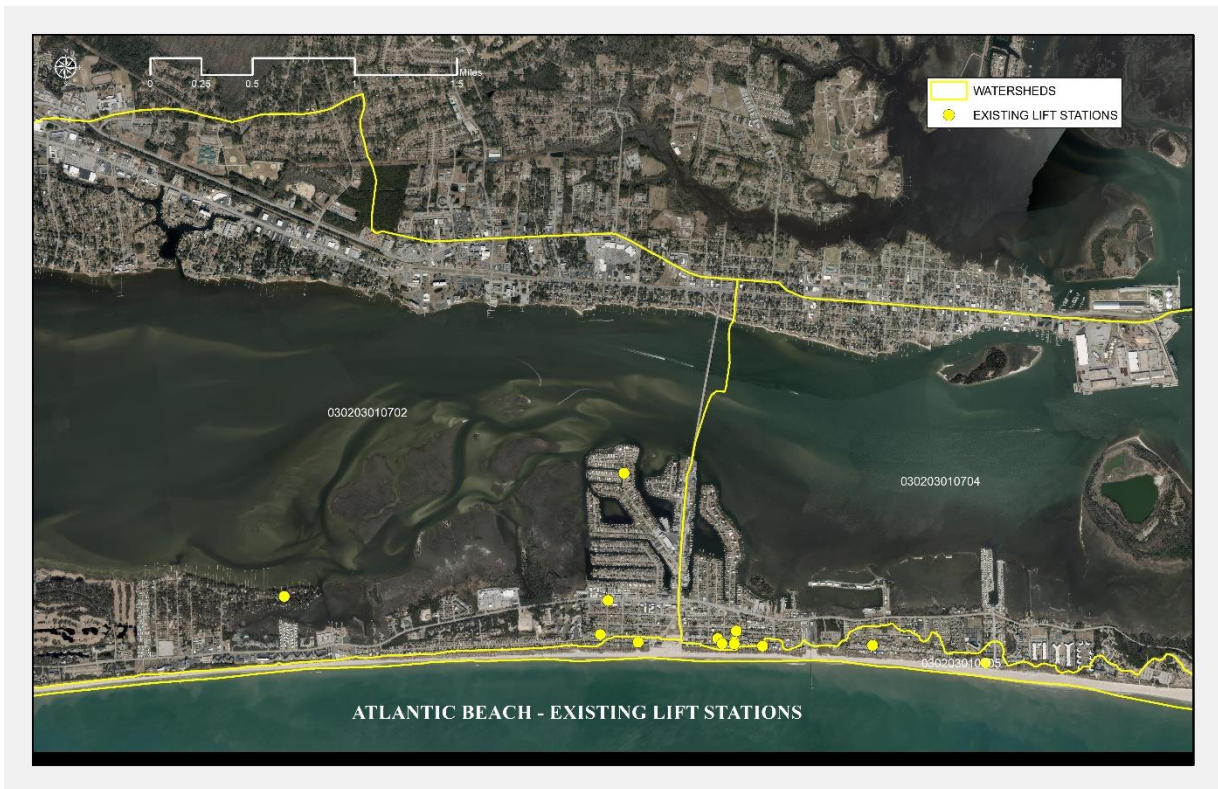 0 0.25 0.5 1 1.5 Miles
WATERSHEDS
EXISTING LIFT STATIONS
030203010702
030203010704
ATLANTIC BEACH - EXISTING LIFT STATIONS